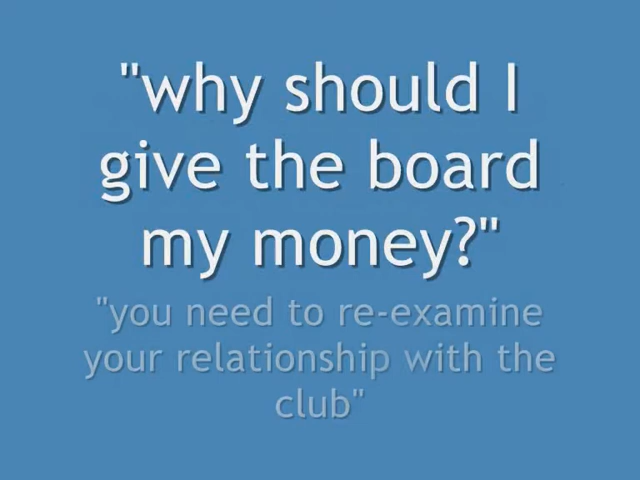 "why should I
give the board
my money?"
"you need to re-examine
your relationship with the
club"